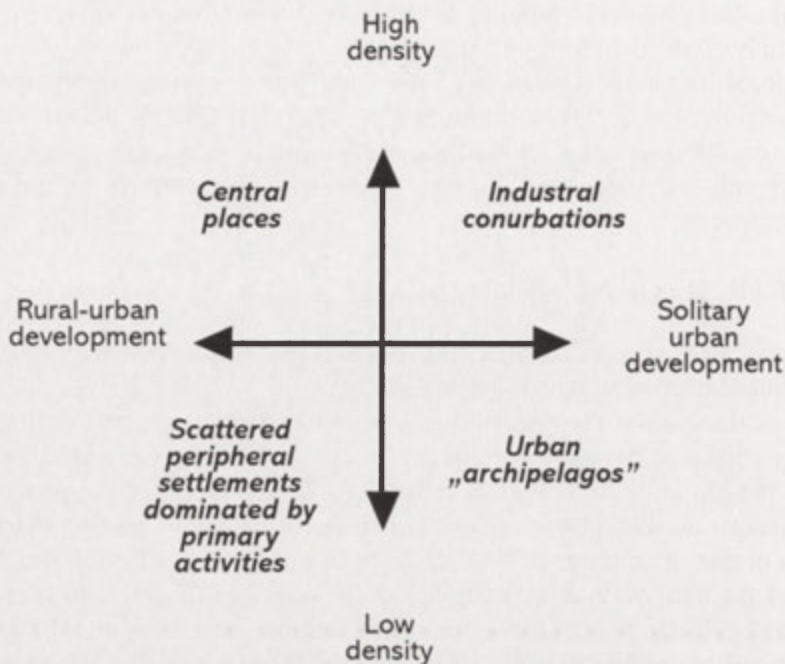 High
density
Central
places
Industral
conurbations
Rural-urban
development
Solitary
urban
development
Scattered
peripheral
settlements
dominated by
primary
activities
Urban
„archipelagos”
Low
density